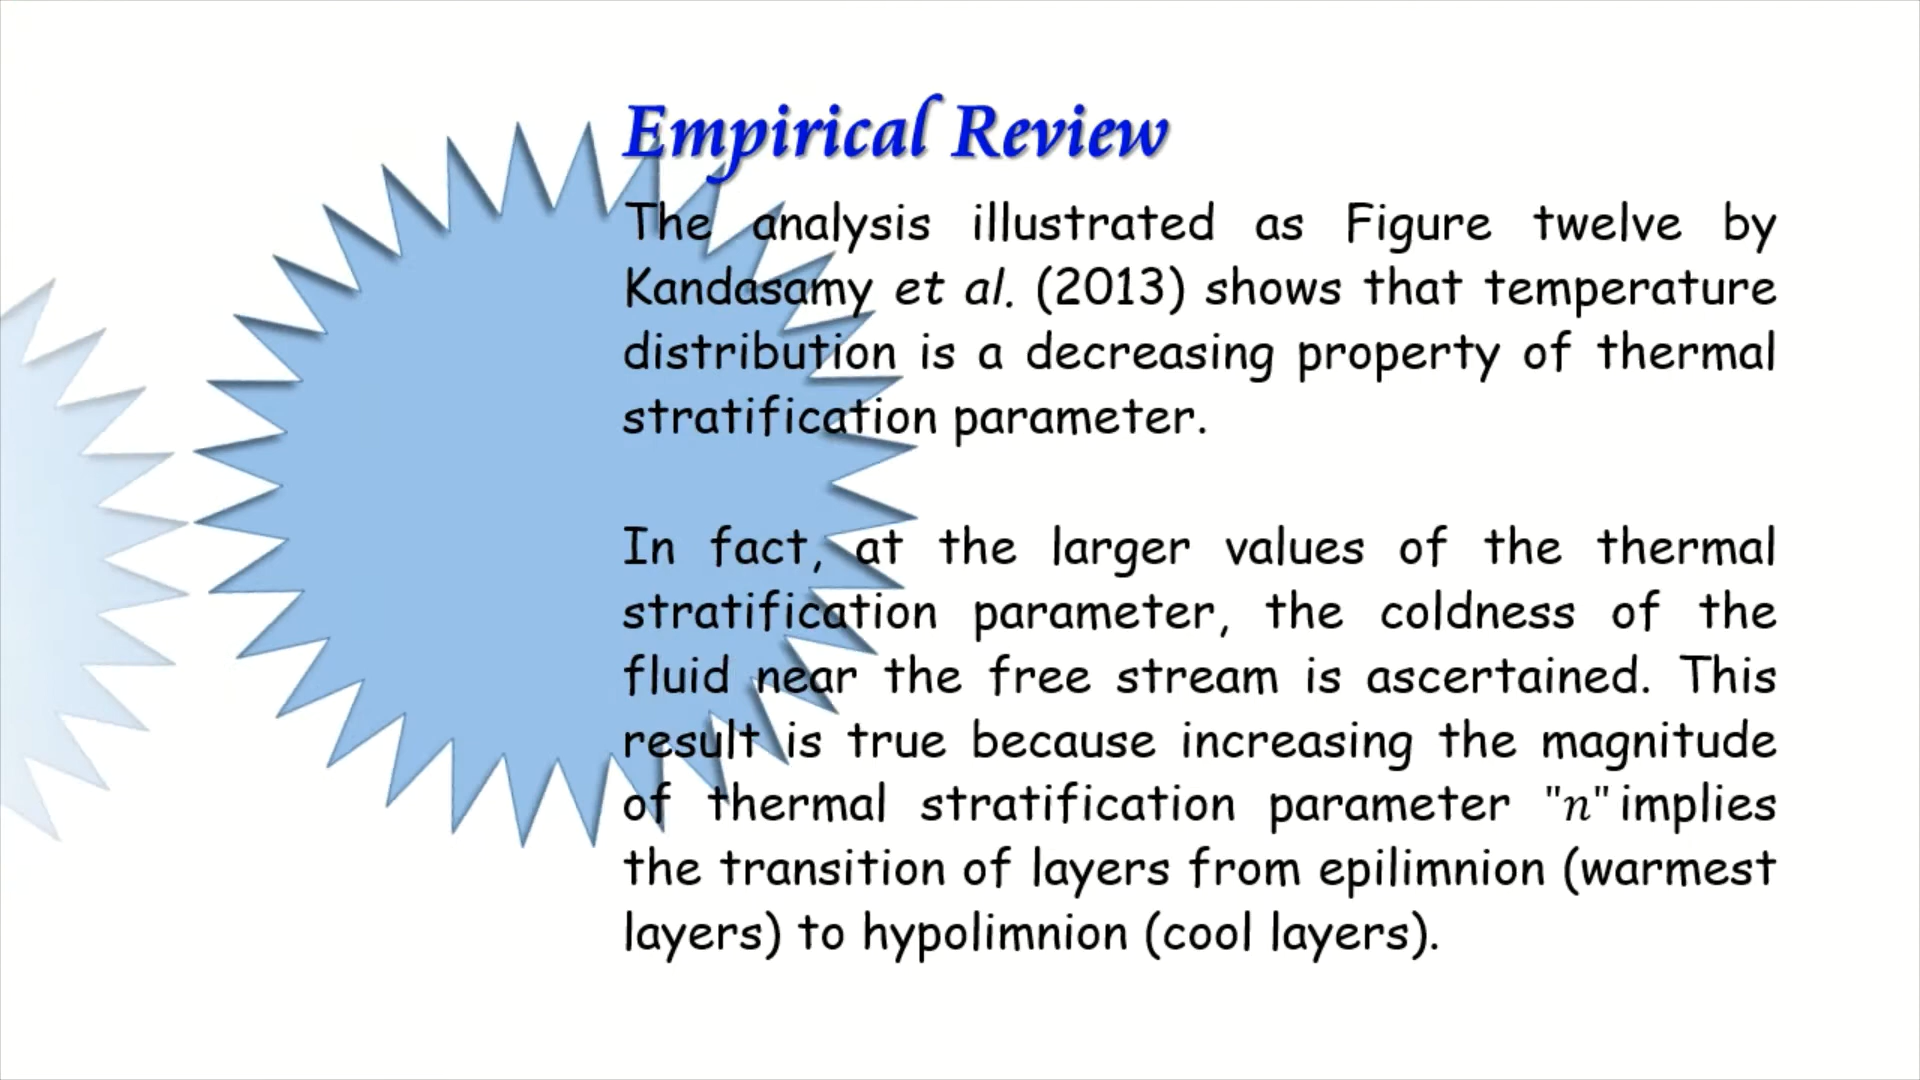 Empirical Review
The analysis illustrated as Figure twelve by
Kandasamy et al. (2013) shows that temperature
distribution is a decreasing property of thermal
stratification parameter.
In fact, at the larger values of the thermal
stratification parameter, the coldness of the
fluid near the free stream is ascertained. This
result is true because increasing the magnitude
of thermal stratification parameter "n" implies
the transition of layers from epilimnion (warmest
layers) to hypolimnion (cool layers).